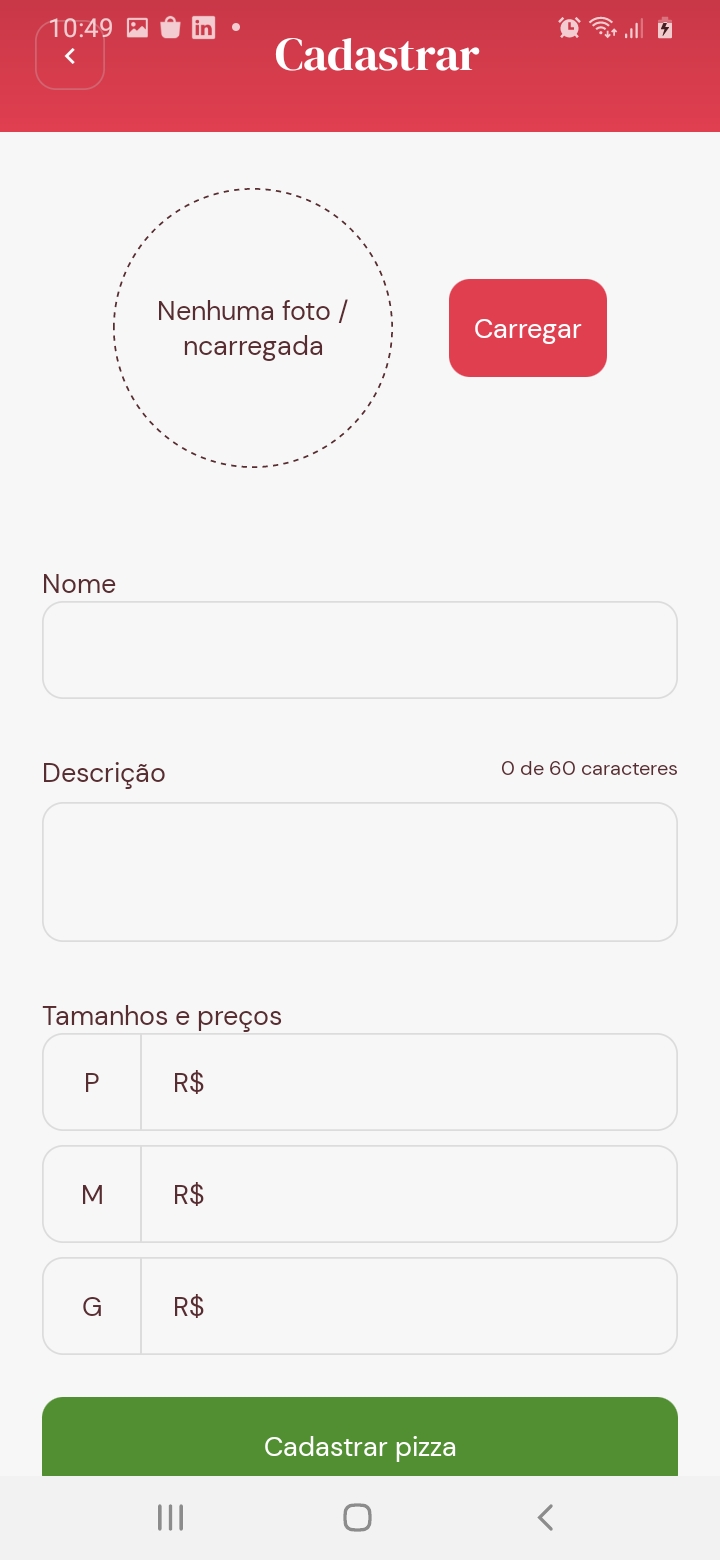 10:49
Cadastrar
Nenhuma foto /
ncarregada
Carregar
Nome
Descrição
0 de 60 caracteres
Tamanhos e preços
P R$
M R$
G R$
Cadastrar pizza